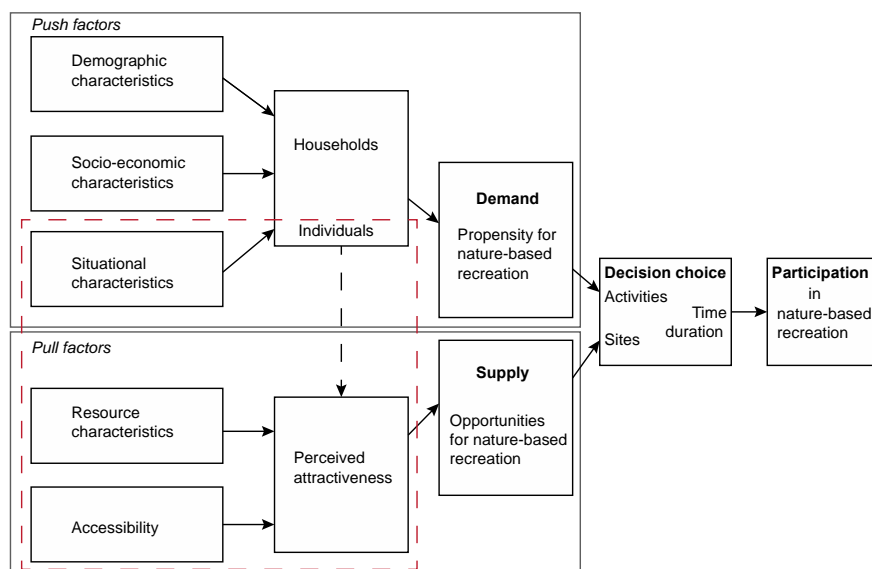 Push factors
Demographic
characteristics
Socio-economic
characteristics
Situational
characteristics
Households
Individuals
Demand
Propensity for
nature-based
recreation
Pull factors
Resource
characteristics
Accessibility
Perceived
attractiveness
Supply
Opportunities
for nature-based
recreation
Decision choice
Activities
Time
duration
Sites
Participation
in
nature-based
recreation